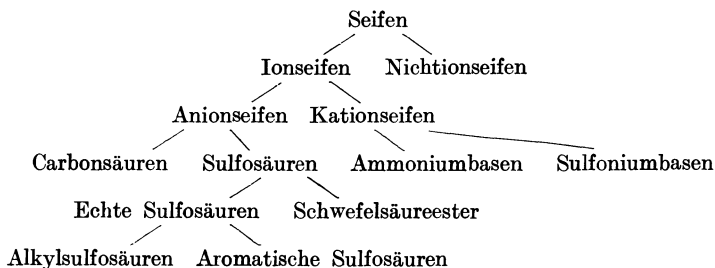 Seifen
Ionseifen Nichtionseifen
Anionseifen Kationseifen
Carbonsäuren Sulfosäuren Ammoniumbasen Sulfoniumbasen
Echte Sulfosäuren Schwefelsäureester
Alkylsulfosäuren Aromatische Sulfosäuren